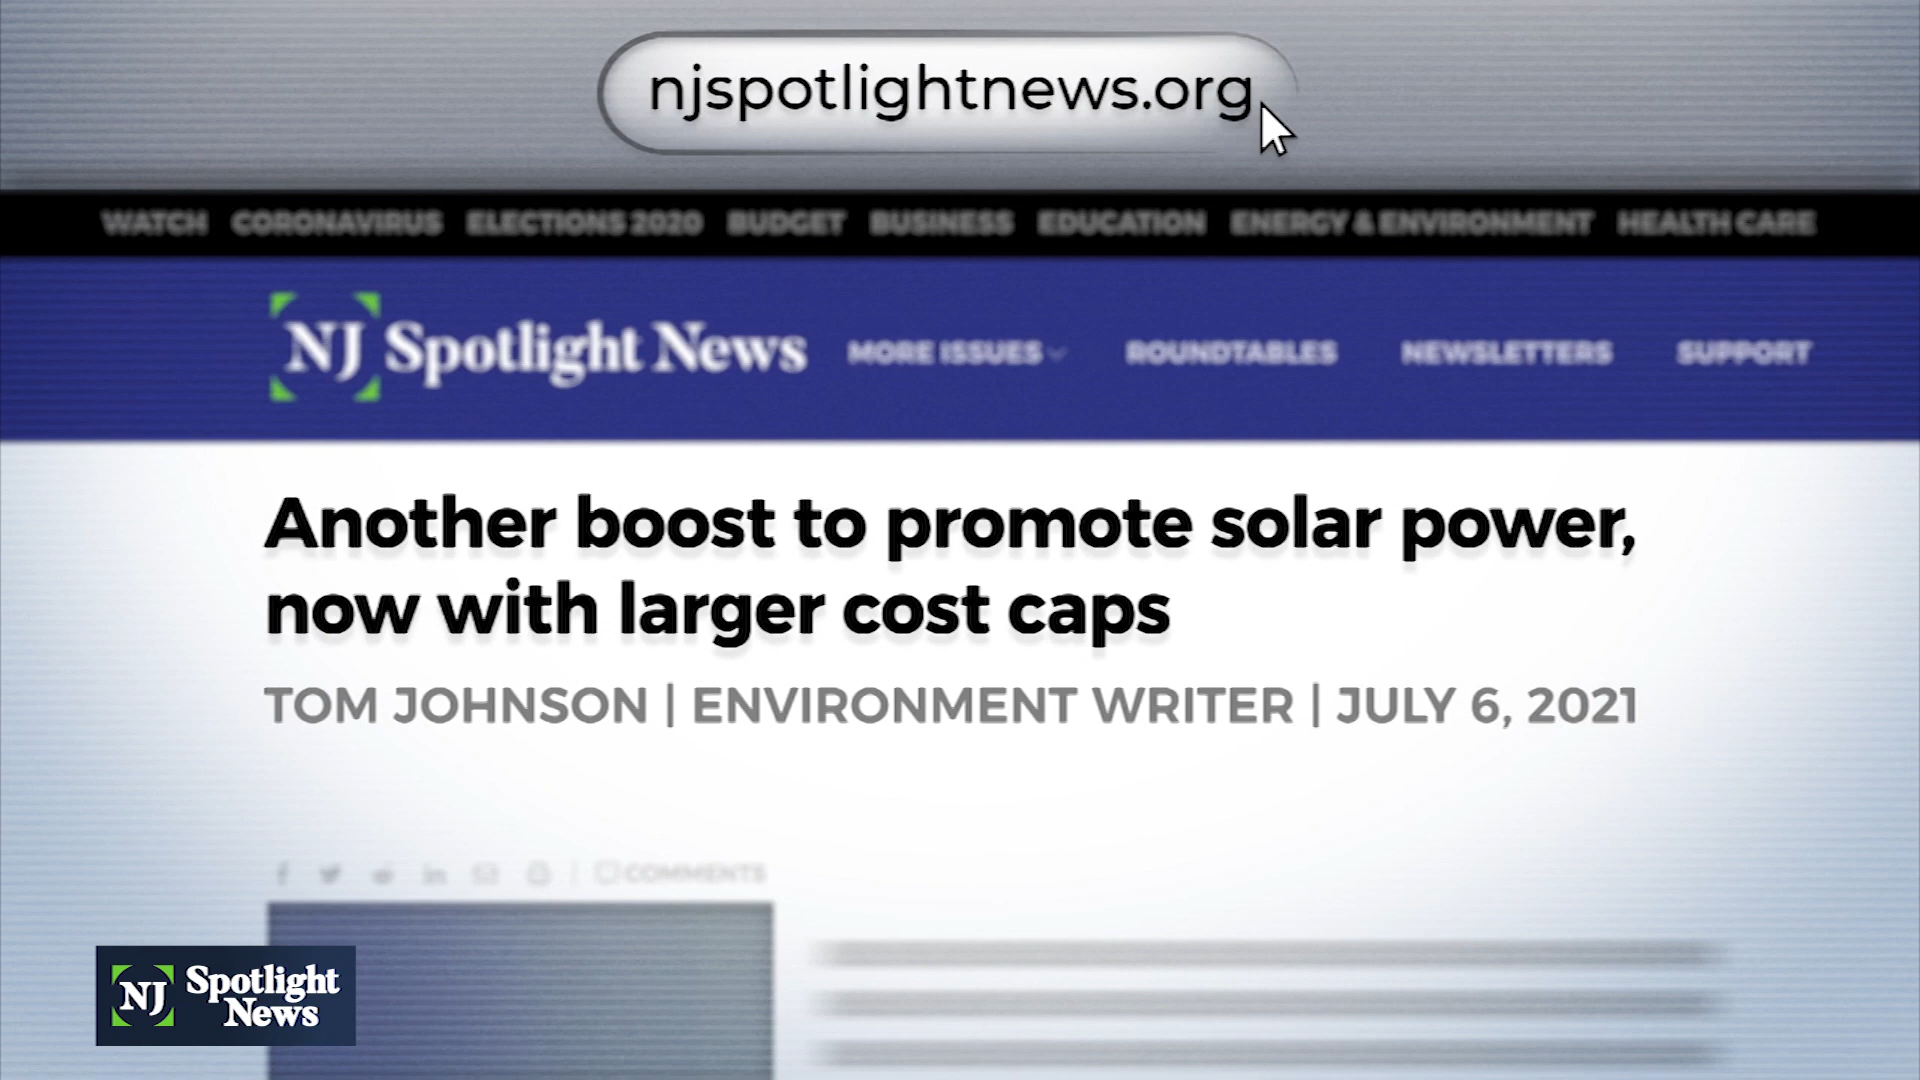 njspotlightnews.org
WATCH CORONAVIRUS ELECTIONS 2020 BUDGET BUSINESS EDUCATION ENERGY & ENVIRONMENT HEALTH CARE
NJ Spotlight News MORE ISSUES ROUNDTABLES NEWSLETTERS SUPPORT
Another boost to promote solar power,
now with larger cost caps
TOM JOHNSON | ENVIRONMENT WRITER | JULY 6, 2021
COMMENTS
NJ Spotlight
News